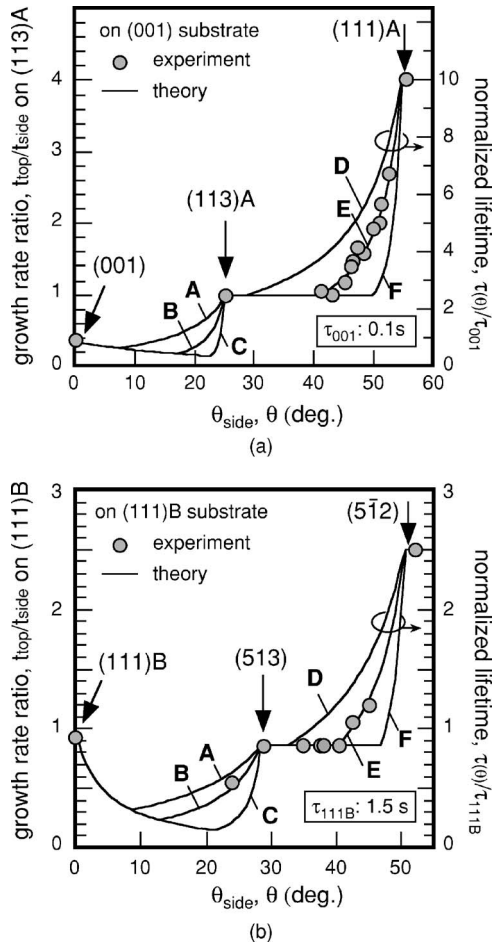 on (001) substrate
experiment
theory
(111)A
(113)A
(001)
A
B
C
D
E
F
τ001: 0.1s
4
3
2
1
0
12
10
8
6
4
2
0
0 10 20 30 40 50 60
growth rate ratio, ttop/tside on (113)A
normalized lifetime, τ(θ)/τ001
θside, θ (deg.)
(a)
on (111)B substrate
experiment
theory
(51̄2)
(513)
(111)B
A
B
C
D
E
F
τ111B: 1.5 s
3
2
1
0
3
2
1
0
0 10 20 30 40 50
growth rate ratio, ttop/tside on (111)B
normalized lifetime, τ(θ)/τ111B
θside, θ (deg.)
(b)